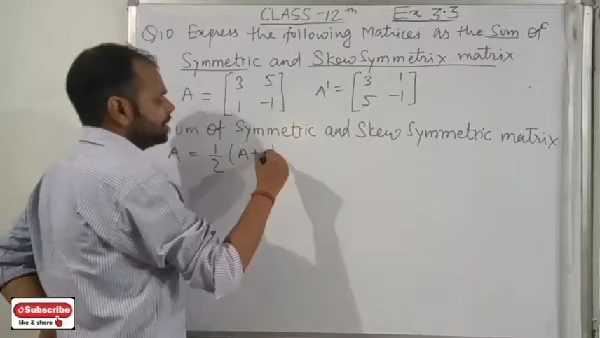 CLASS-12th Ex 3.3
Q10 Express the following Matrices as the Sum of
Symmetric and Skew Symmetrix matrix
A = [3 5
1 -1] A' = [3 1
5 -1]
um of Symmetric and Skew Symmetric matrix
A = 1/2 (A+
Subscribe
like & share